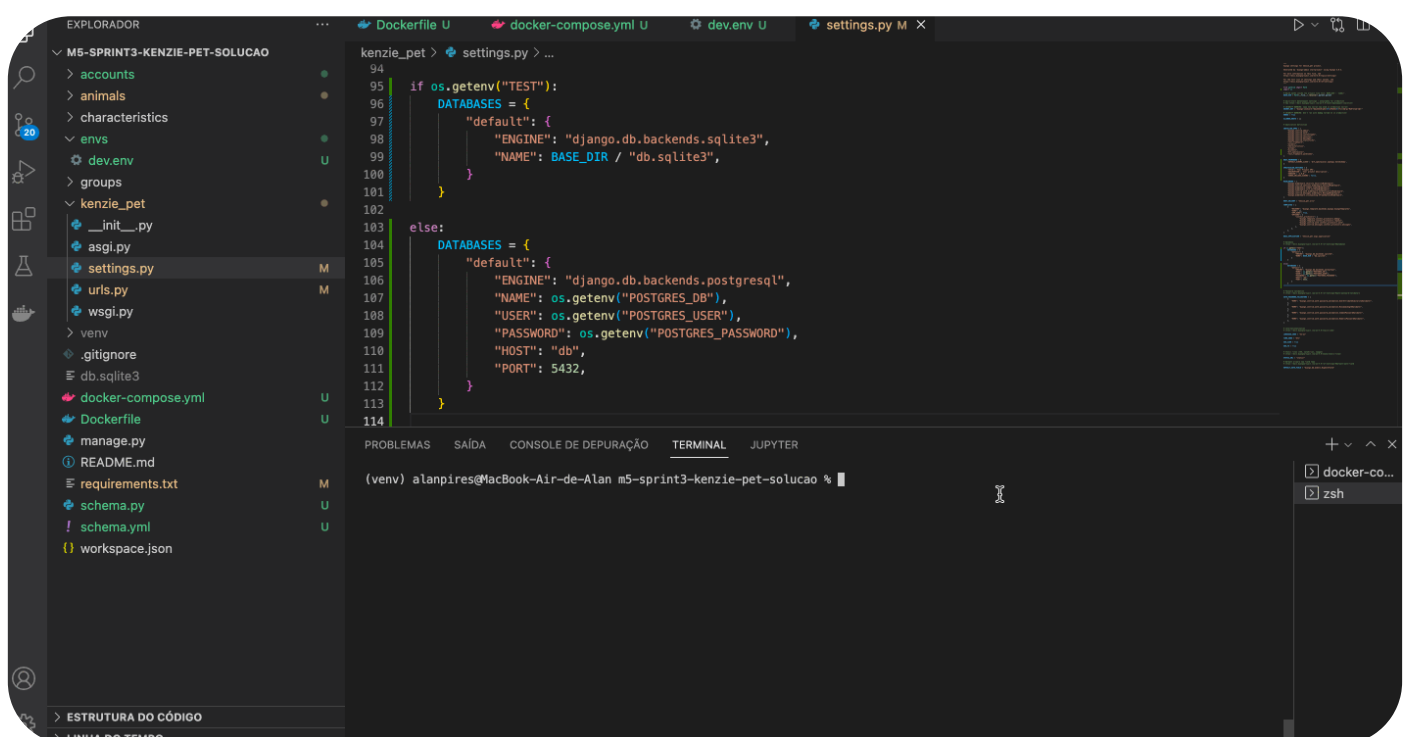 EXPLORADOR ...
M5-SPRINT3-KENZIE-PET-SOLUCAO
accounts
animals
characteristics
envs
dev.env U
groups
kenzie_pet
__init__.py
asgi.py
settings.py M
urls.py M
wsgi.py
venv
.gitignore
db.sqlite3
docker-compose.yml U
Dockerfile U
manage.py
README.md
requirements.txt M
schema.py U
schema.yml U
workspace.json
ESTRUTURA DO CÓDIGO
LINHA DO TEMPO
20
Dockerfile U docker-compose.yml U dev.env U settings.py M
kenzie_pet > settings.py > ...
94
95 if os.getenv("TEST"):
96 DATABASES = {
97 "default": {
98 "ENGINE": "django.db.backends.sqlite3",
99 "NAME": BASE_DIR / "db.sqlite3",
100 }
101 }
102
103 else:
104 DATABASES = {
105 "default": {
106 "ENGINE": "django.db.backends.postgresql",
107 "NAME": os.getenv("POSTGRES_DB"),
108 "USER": os.getenv("POSTGRES_USER"),
109 "PASSWORD": os.getenv("POSTGRES_PASSWORD"),
110 "HOST": "db",
111 "PORT": 5432,
112 }
113 }
114
PROBLEMAS SAÍDA CONSOLE DE DEPURAÇÃO TERMINAL JUPYTER
(venv) alanpires@MacBook-Air-de-Alan m5-sprint3-kenzie-pet-solucao %
docker-co...
zsh